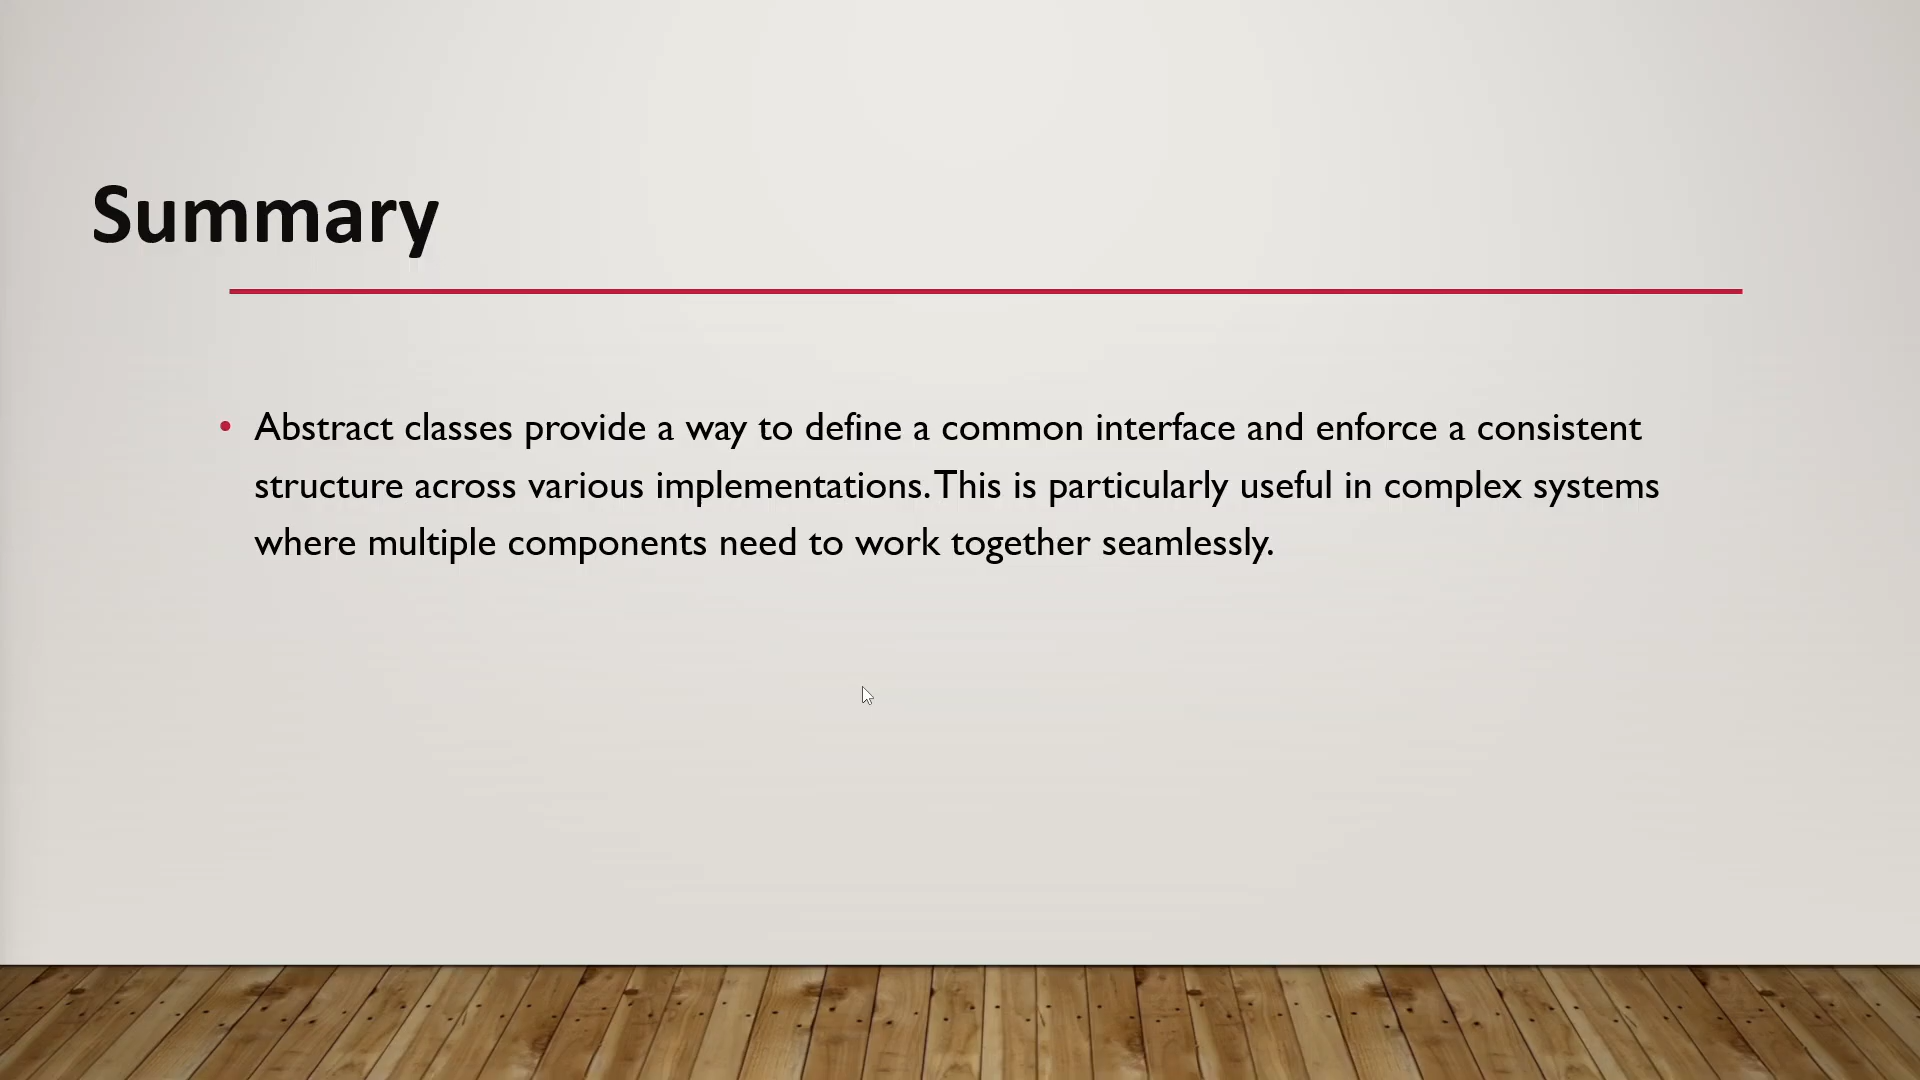 Summary
• Abstract classes provide a way to define a common interface and enforce a consistent
structure across various implementations. This is particularly useful in complex systems
where multiple components need to work together seamlessly.